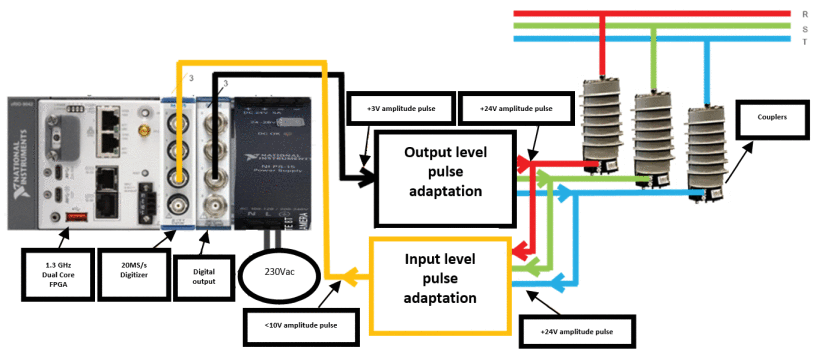 R
S
T
3
3
NATIONAL
INSTRUMENTS
NATIONAL
INSTRUMENTS
NI PS-15
Power Supply
+3V amplitude pulse
+24V amplitude pulse
Couplers
Output level
pulse
adaptation
Input level
pulse
adaptation
1.3 GHz
Dual Core
FPGA
20MS/s
Digitizer
Digital
output
230Vac
<10V amplitude pulse
+24V amplitude pulse